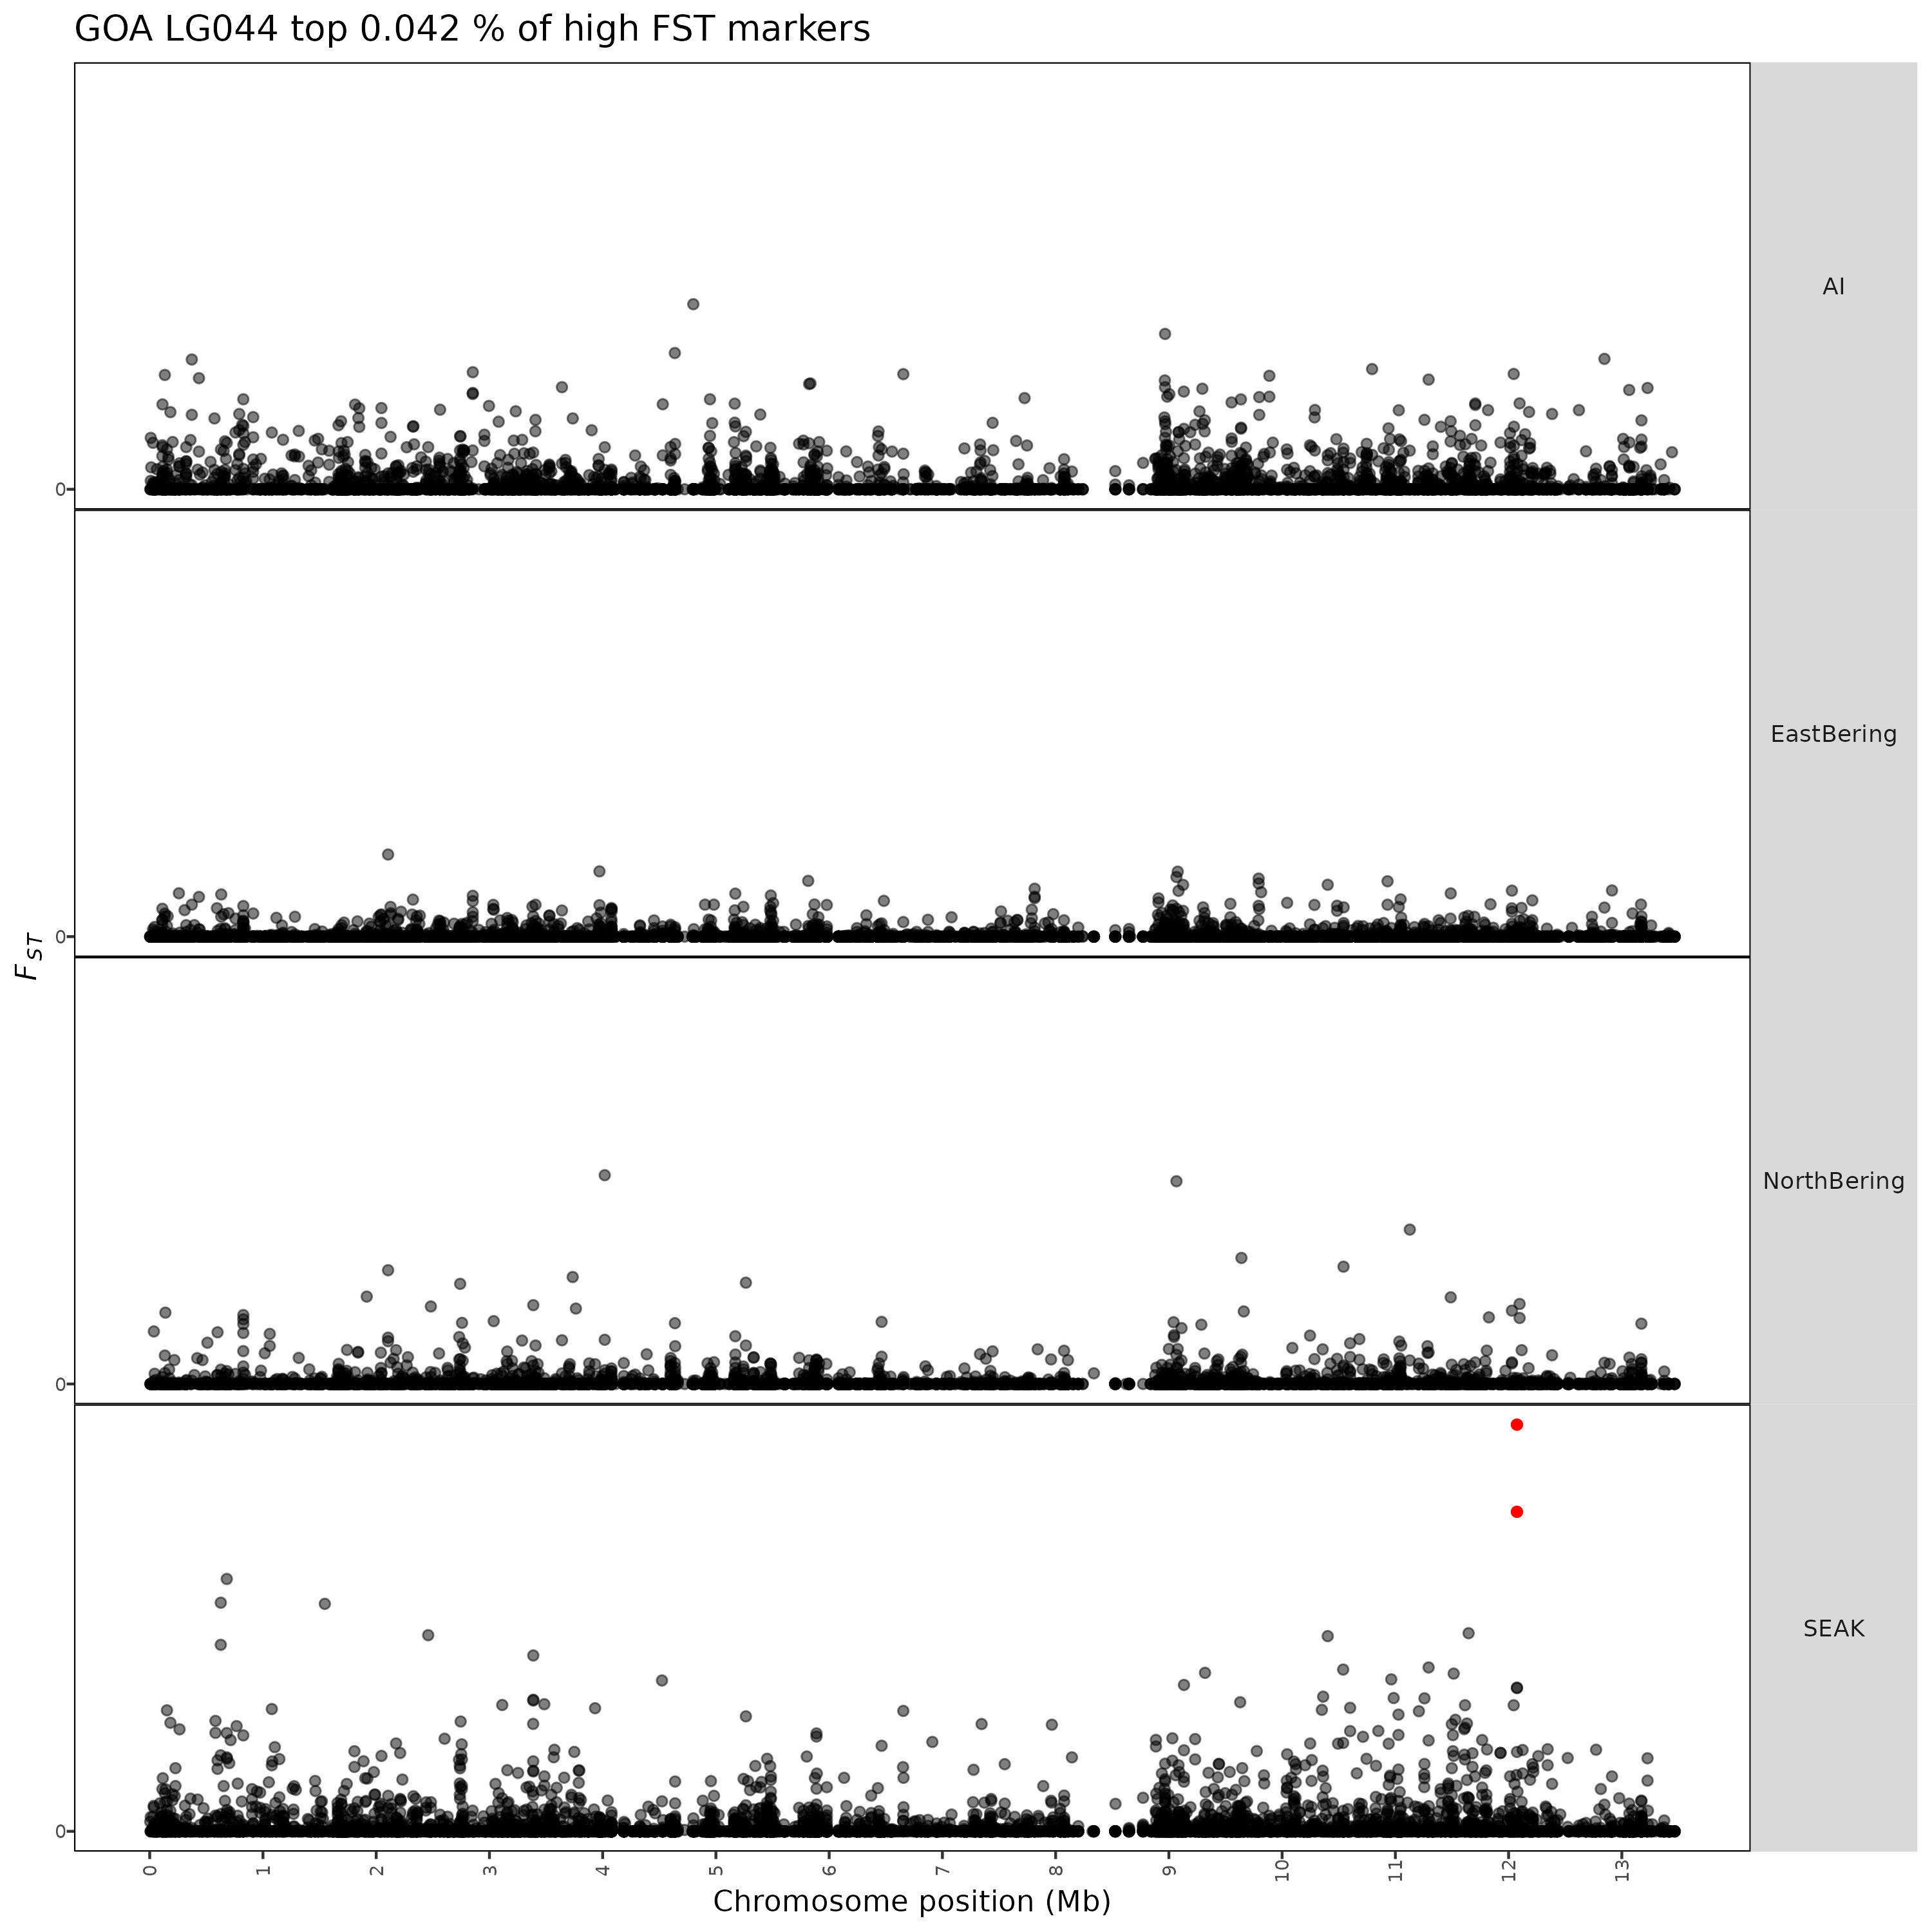 GOA LG044 top 0.042 % of high FST markers
AI
0
EastBering
0
FST
NorthBering
0
SEAK
0
0 1 2 3 4 5 6 7 8 9 10 11 12 13
Chromosome position (Mb)